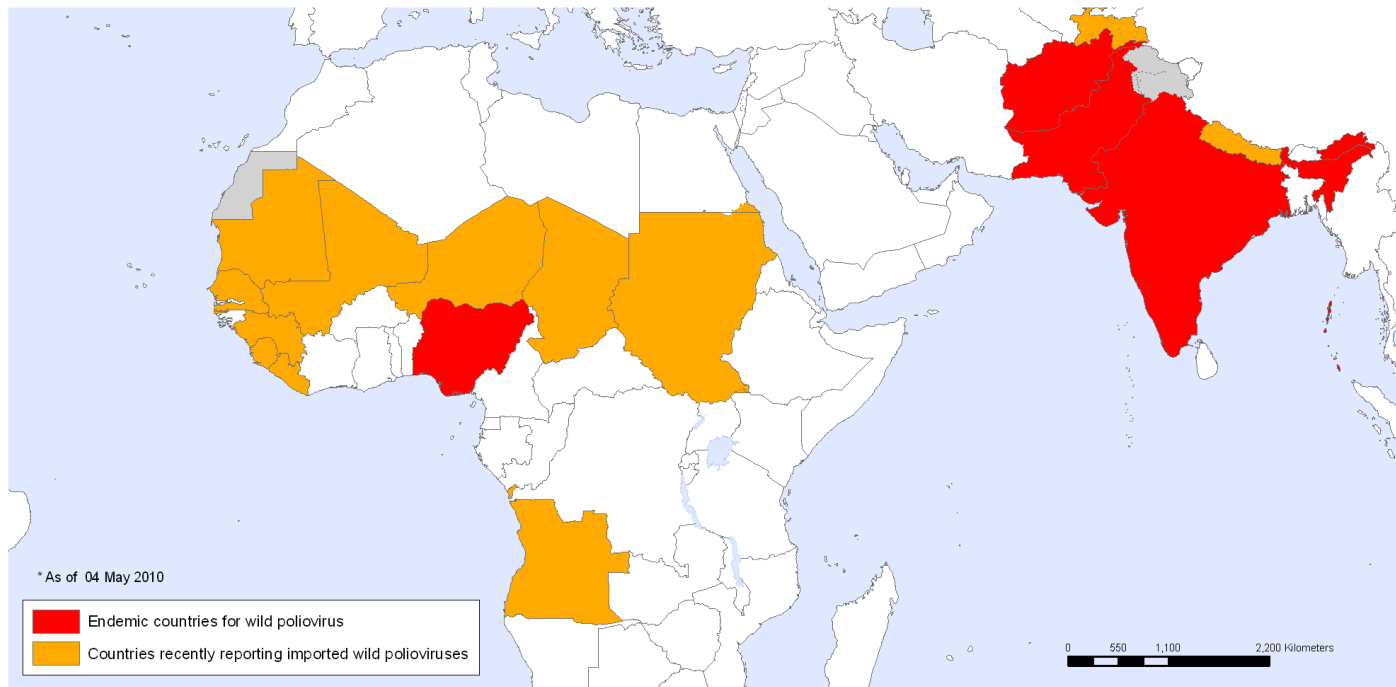 * As of 04 May 2010
Endemic countries for wild poliovirus
Countries recently reporting imported wild polioviruses
0 550 1,100 2,200 Kilometers